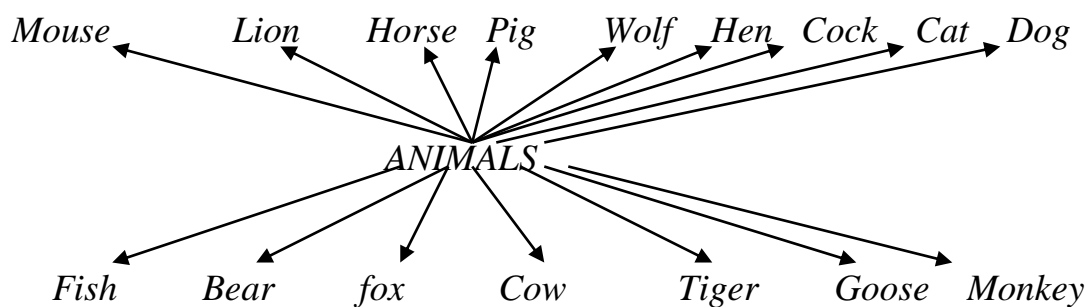 Mouse Lion Horse Pig Wolf Hen Cock Cat Dog
ANIMALS
Fish Bear fox Cow Tiger Goose Monkey